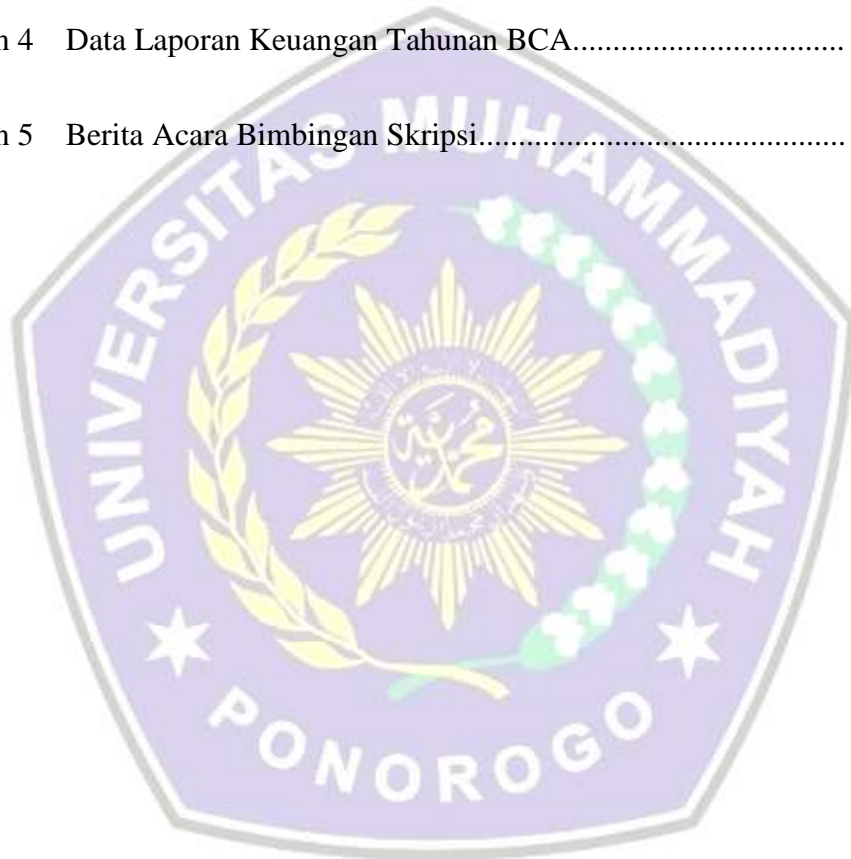 n 4 Data Laporan Keuangan Tahunan BCA.................................
n 5 Berita Acara Bimbingan Skripsi.............................................
UNIVERSITAS MUHAMMADIYAH
PONOROGO